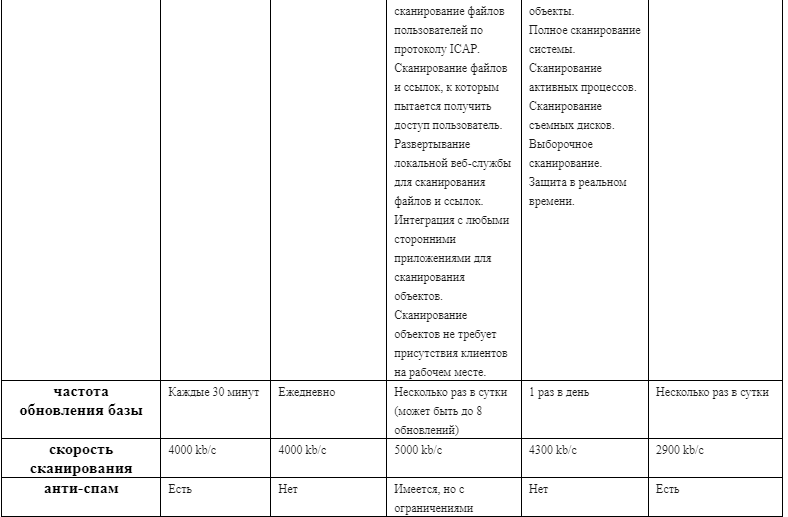 сканирование файлов
пользователей по
протоколу ICAP.
Сканирование файлов
и ссылок, к которым
пытается получить
доступ пользователь.
Развертывание
локальной веб-службы
для сканирования
файлов и ссылок.
Интеграция с любыми
сторонними
приложениями для
сканирования
объектов.
Сканирование
объектов не требует
присутствия клиентов
на рабочем месте.
объекты.
Полное сканирование
системы.
Сканирование
активных процессов.
Сканирование
съемных дисков.
Выборочное
сканирование.
Защита в реальном
времени.
частота
обновления базы
Каждые 30 минут
Ежедневно
Несколько раз в сутки
(может быть до 8
обновлений)
1 раз в день
Несколько раз в сутки
скорость
сканирования
4000 kb/c
4000 kb/c
5000 kb/c
4300 kb/c
2900 kb/c
анти-спам
Есть
Нет
Имеется, но с
ограничениями
Нет
Есть